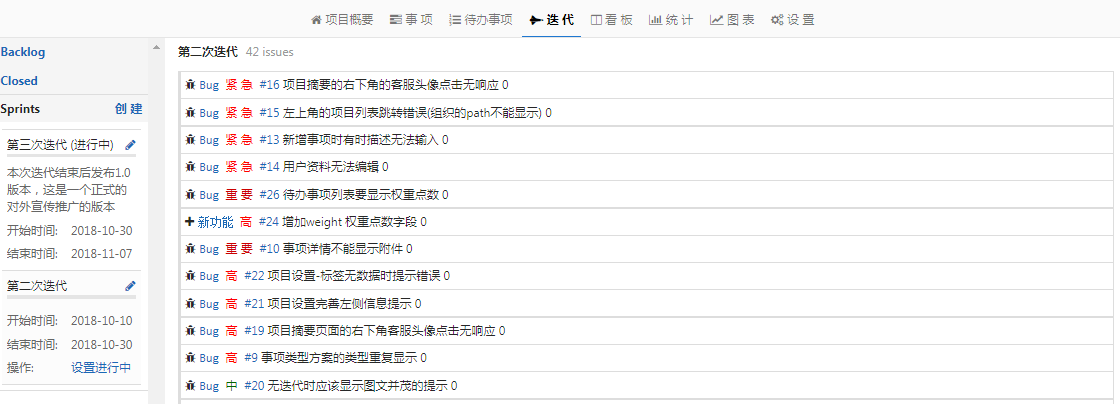 项目概要 事 项 待办事项 迭 代 看 板 统 计 图 表 设 置
Backlog
Closed
Sprints 创 建
第三次迭代 (进行中)
本次迭代结束后发布1.0
版本，这是一个正式的
对外宣传推广的版本
开始时间: 2018-10-30
结束时间: 2018-11-07
第二次迭代
开始时间: 2018-10-10
结束时间: 2018-10-30
操作: 设置进行中
第二次迭代 42 issues
Bug 紧 急 #16 项目摘要的右下角的客服头像点击无响应 0
Bug 紧 急 #15 左上角的项目列表跳转错误(组织的path不能显示) 0
Bug 紧 急 #13 新增事项时有时描述无法输入 0
Bug 紧 急 #14 用户资料无法编辑 0
Bug 重 要 #26 待办事项列表要显示权重点数 0
新功能 高 #24 增加weight 权重点数字段 0
Bug 重 要 #10 事项详情不能显示附件 0
Bug 高 #22 项目设置-标签无数据时提示错误 0
Bug 高 #21 项目设置完善左侧信息提示 0
Bug 高 #19 项目摘要页面的右下角客服头像点击无响应 0
Bug 高 #9 事项类型方案的类型重复显示 0
Bug 中 #20 无迭代时应该显示图文并茂的提示 0